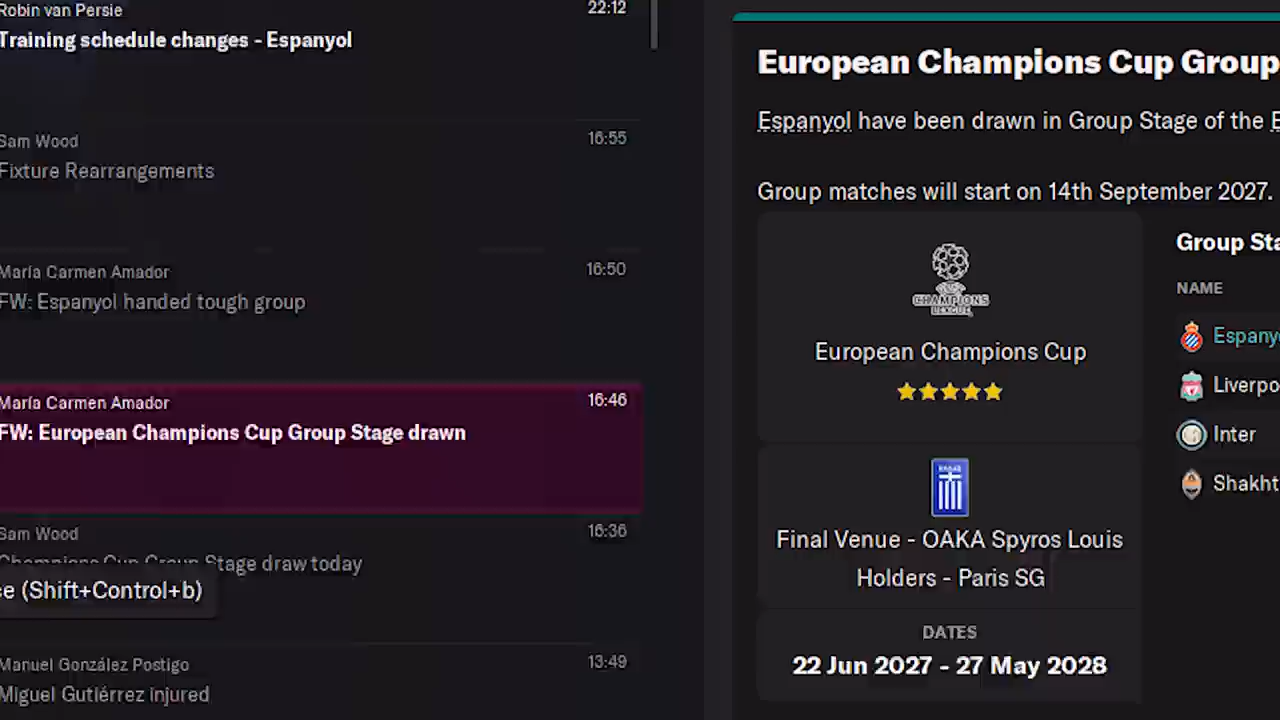 Robin van Persie
22:12
Training schedule changes - Espanyol
Sam Wood
16:55
Fixture Rearrangements
María Carmen Amador
16:50
FW: Espanyol handed tough group
María Carmen Amador
16:46
FW: European Champions Cup Group Stage drawn
Sam Wood
16:36
Champions Cup Group Stage draw today
(Shift+Control+b)
Manuel González Postigo
13:49
Miguel Gutiérrez injured
European Champions Cup Group
Espanyol have been drawn in Group Stage of the
Group matches will start on 14th September 2027.
CHAMPIONS
LEAGUE
European Champions Cup
Final Venue - OAKA Spyros Louis
Holders - Paris SG
DATES
22 Jun 2027 - 27 May 2028
Group Sta
NAME
Espanyo
Liverpo
Inter
Shakht